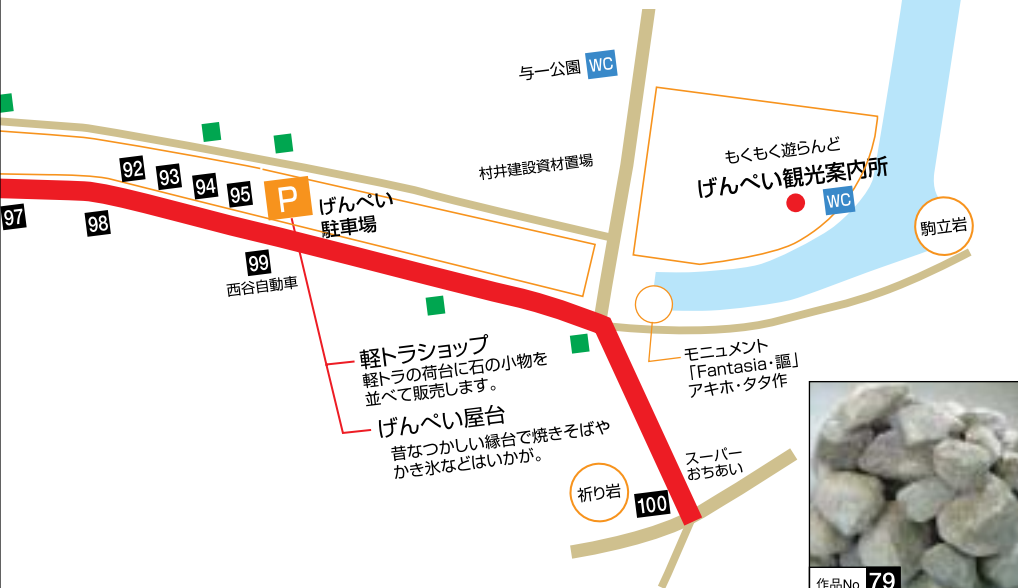 与一公園 WC
もくもく遊らんど
げんぺい観光案内所
WC
村井建設資材置場
駒立岩
92
93
94
95
P
げんぺい
駐車場
97
98
99
西谷自動車
軽トラショップ
軽トラの荷台に石の小物を
並べて販売します。
げんぺい屋台
昔なつかしい縁台で焼きそばや
かき氷などはいかが。
モニュメント
「Fantasia・謳」
アキホ・タタ作
スーパー
おちあい
祈り岩
100
作品No 79